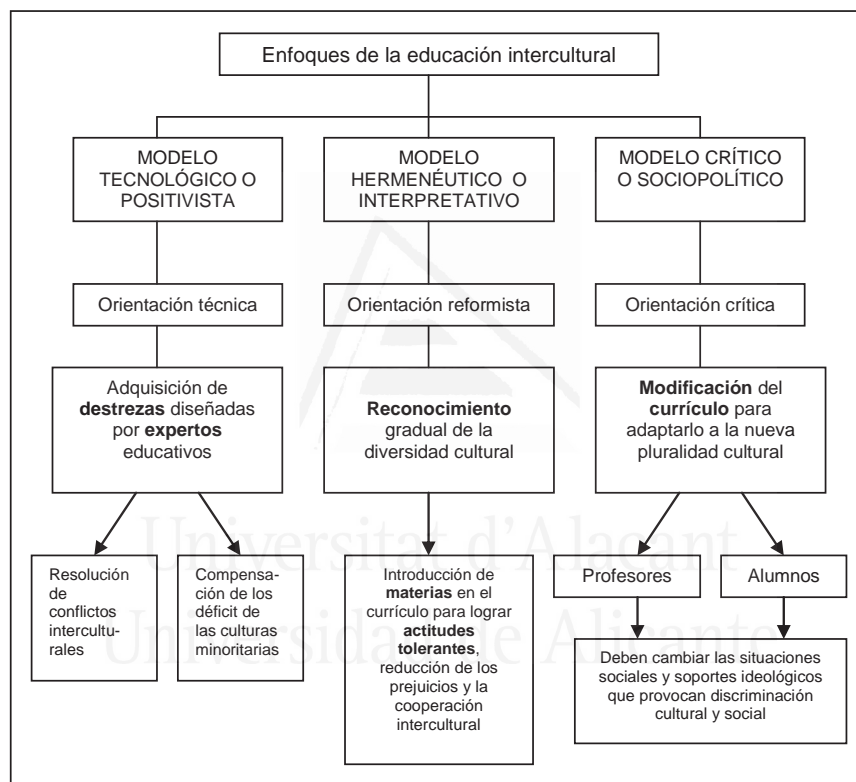 Enfoques de la educación intercultural
MODELO
TECNOLÓGICO O
POSITIVISTA
MODELO
HERMENÉUTICO O
INTERPRETATIVO
MODELO CRÍTICO
O SOCIOPOLÍTICO
Orientación técnica
Orientación reformista
Orientación crítica
Adquisición de
destrezas diseñadas
por expertos
educativos
Reconocimiento
gradual de la
diversidad cultural
Modificación del
currículo para
adaptarlo a la nueva
pluralidad cultural
Resolución
de
conflictos
intercultu-
rales
Compensa-
ción de los
déficit de
las culturas
minoritarias
Introducción de
materias en el
currículo para lograr
actitudes
tolerantes,
reducción de los
prejuicios y la
cooperación
intercultural
Profesores
Alumnos
Deben cambiar las situaciones
sociales y soportes ideológicos
que provocan discriminación
cultural y social
Universitat d'Alacant
Universidad de Alicante